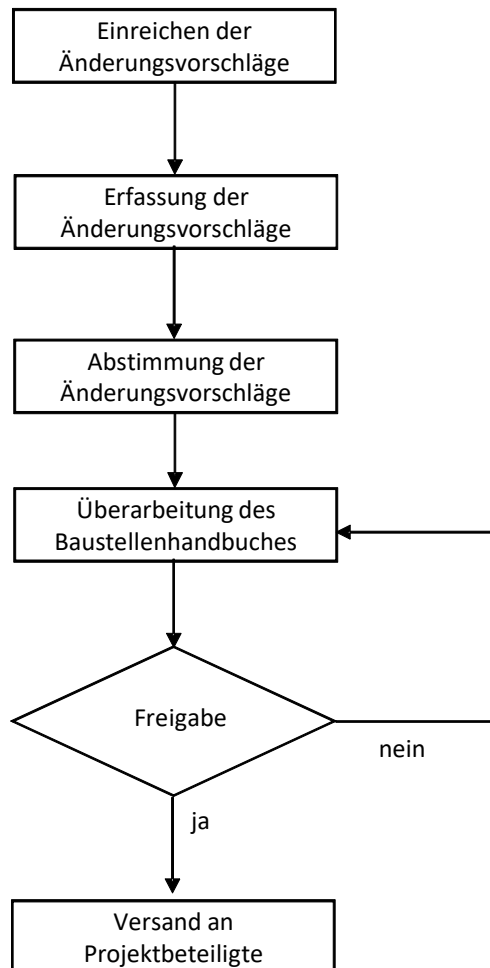 Einreichen der
Änderungsvorschläge
Erfassung der
Änderungsvorschläge
Abstimmung der
Änderungsvorschläge
Überarbeitung des
Baustellenhandbuches
Freigabe
nein
ja
Versand an
Projektbeteiligte